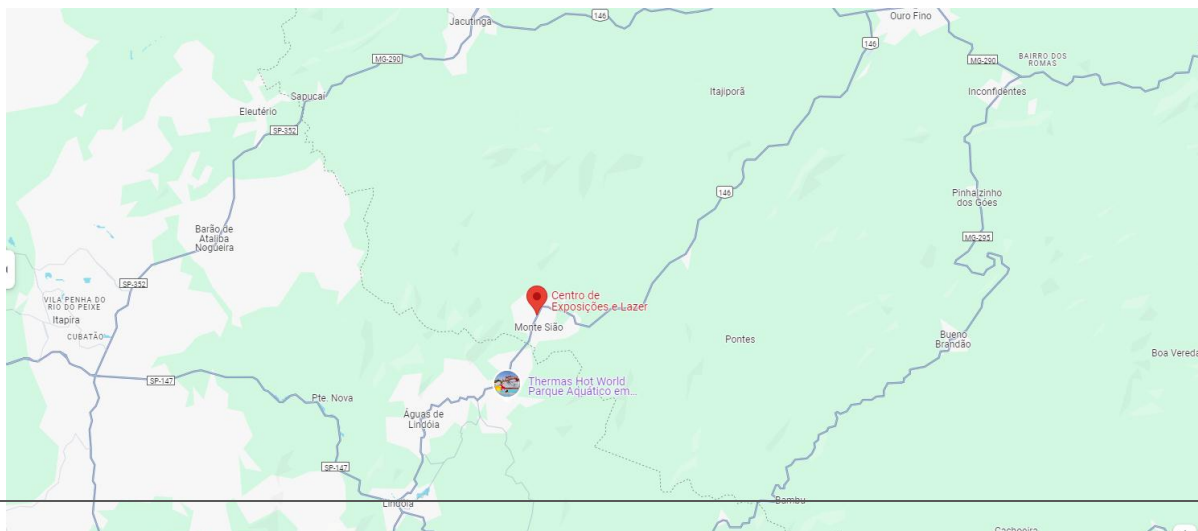 146
Ouro Fino
Jacutinga
146
MG-290
MG-290
BAIRRO DOS
ROMAS
Sapucaí
Itajiporã
Inconfidentes
Eleutério
SP-352
146
Pinhalzinho
dos Góes
Barão de
Ataliba
Nogueira
MG-295
SP-352
Centro de
Exposições e Lazer
VILA PENHA DO
RIO DO PEIXE
Itapira
CUBATÃO
Monte Sião
Pontes
Bueno
Brandão
Boa Vereda
SP-147
Thermas Hot World
Parque Aquático em...
Pte. Nova
Águas de
Lindóia
SP-147
Lindóia
Bambu
Cachoeira